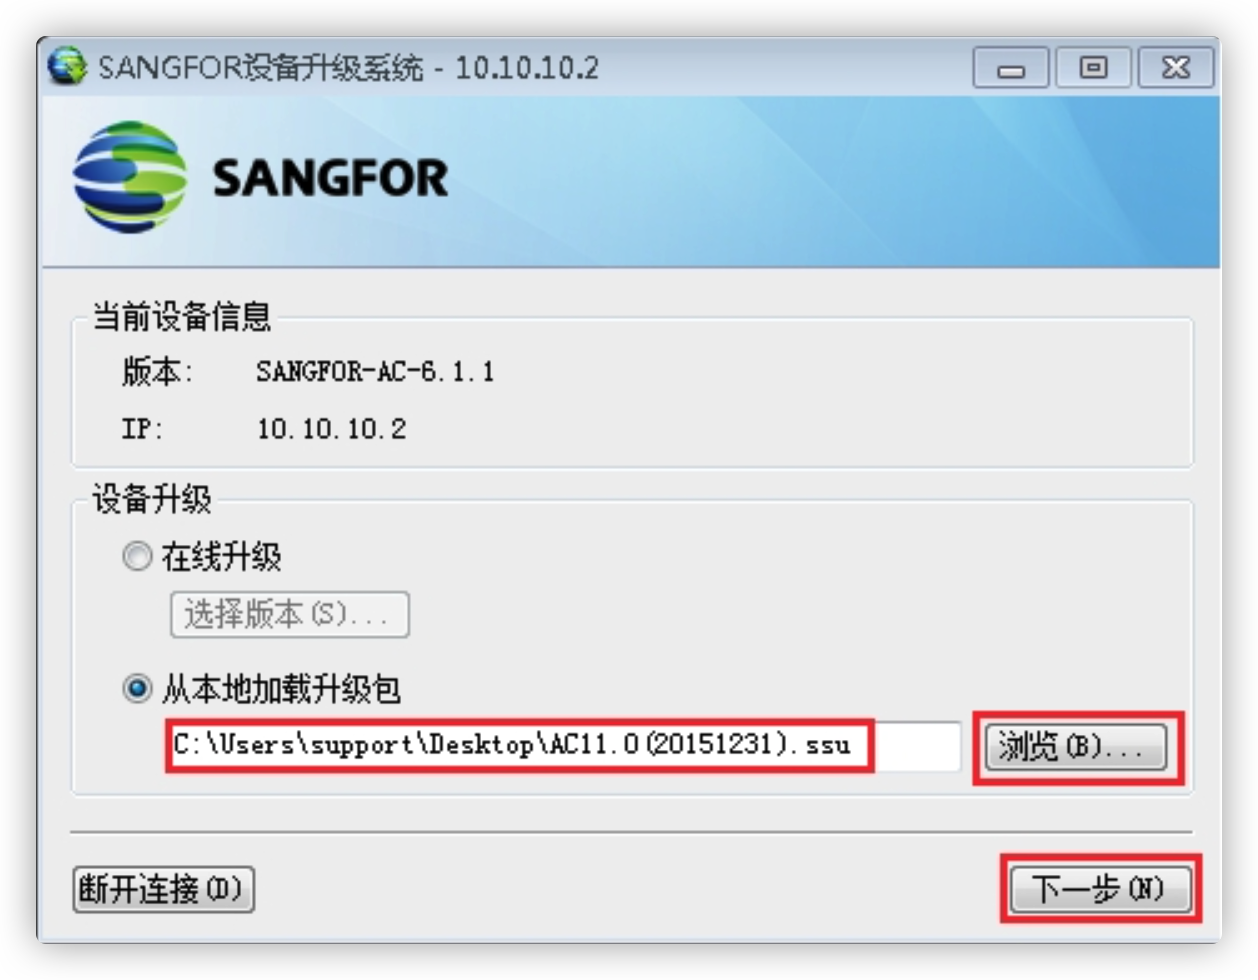 SANGFOR设备升级系统 - 10.10.10.2
SANGFOR
当前设备信息
版本: SANGFOR-AC-6.1.1
IP: 10.10.10.2
设备升级
在线升级
选择版本(S)...
从本地加载升级包
C:\Users\support\Desktop\AC11.0(20151231).ssu 浏览(B)...
断开连接(D) 下一步(N)